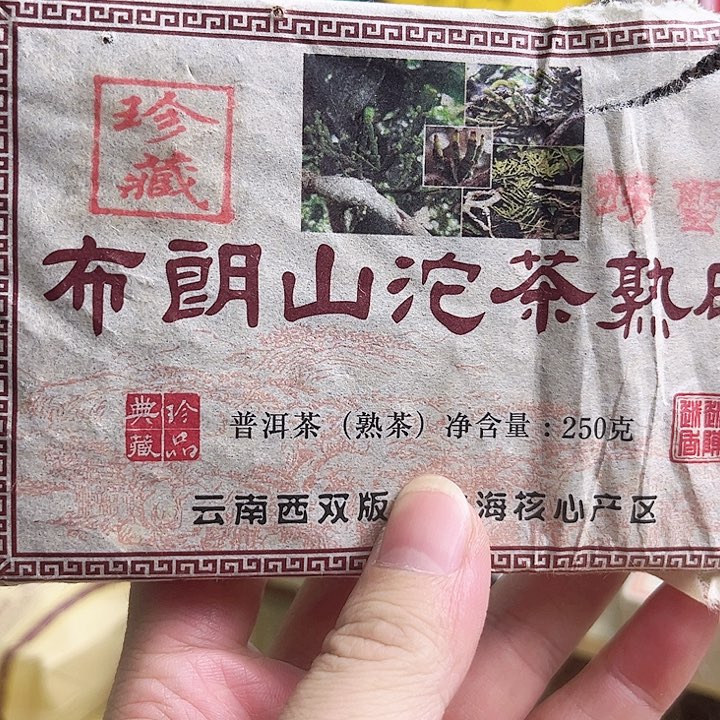 珍藏
布朗山沱茶熟
典藏 珍品
普洱茶（熟茶）净含量：250克
云南西双版 海核心产区